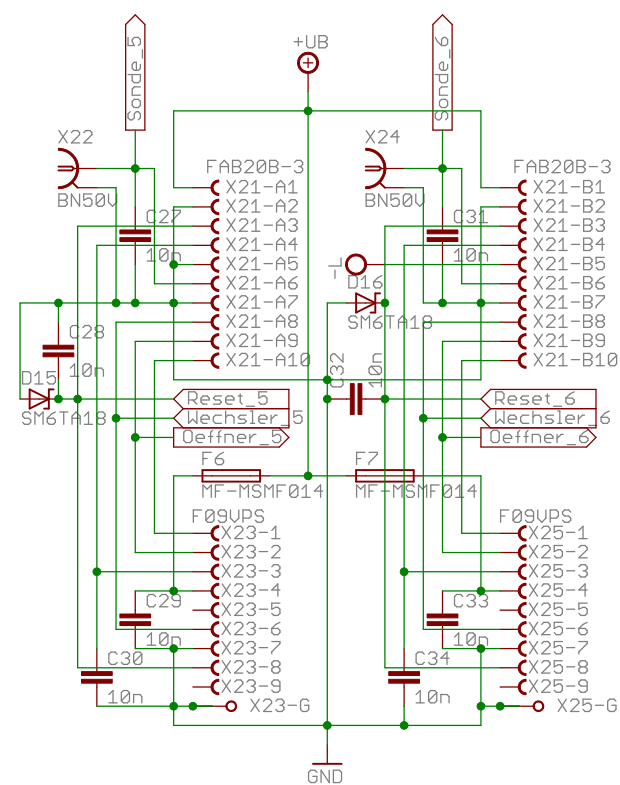 +UB
Sonde_5
Sonde_6
X22
X24
FAB20B-3
FAB20B-3
X21-A1
X21-B1
BN50V
X21-A2
BN50V
X21-B2
C27
X21-A3
C31
X21-B3
X21-A4
X21-B4
10n
X21-A5
-L
10n
X21-B5
X21-A6
D16
X21-B6
X21-A7
X21-B7
X21-A8
SM6TA18
X21-B8
C28
X21-A9
X21-B9
X21-A10
C32
10n
X21-B10
10n
D15
Reset_5
Reset_6
SM6TA18
Wechsler_5
Wechsler_6
Oeffner_5
Oeffner_6
F6
F7
MF-MSMF014
MF-MSMF014
F09VPS
F09VPS
X23-1
X25-1
X23-2
X25-2
X23-3
X25-3
X23-4
X25-4
C29
X23-5
C33
X25-5
X23-6
X25-6
10n
X23-7
10n
X25-7
C30
X23-8
C34
X25-8
X23-9
X25-9
10n
X23-G
10n
X25-G
GND